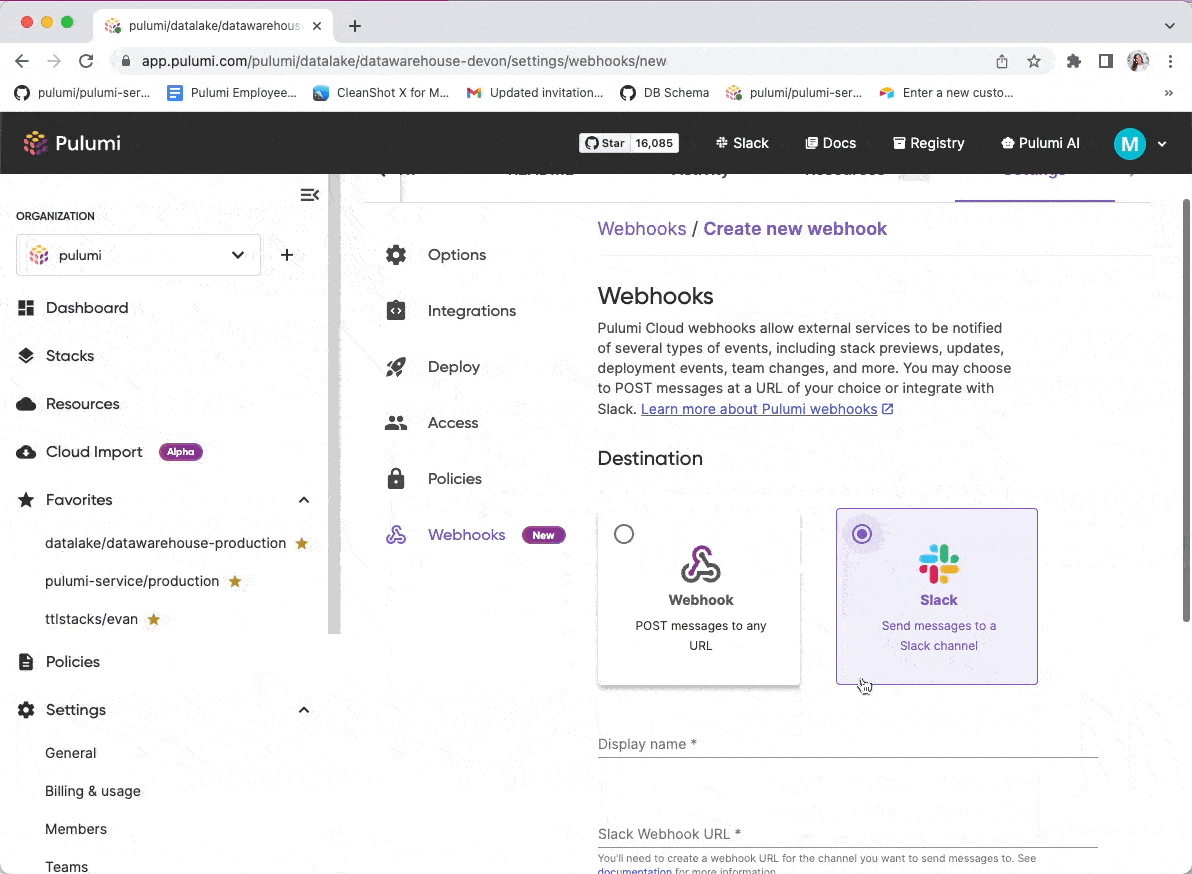 pulumi/datalake/datawarehous
app.pulumi.com/pulumi/datalake/datawarehouse-devon/settings/webhooks/new
pulumi/pulumi-ser...
Pulumi Employee...
CleanShot X for M...
Updated invitation...
DB Schema
pulumi/pulumi-ser...
Enter a new custo...
Pulumi
Star 16,085
Slack
Docs
Registry
Pulumi AI
M
README
Activity
Resources
Settings
ORGANIZATION
pulumi
Dashboard
Stacks
Resources
Cloud Import Alpha
Favorites
datalake/datawarehouse-production
pulumi-service/production
ttlstacks/evan
Policies
Settings
General
Billing & usage
Members
Teams
Options
Integrations
Deploy
Access
Policies
Webhooks New
Webhooks / Create new webhook
Webhooks
Pulumi Cloud webhooks allow external services to be notified
of several types of events, including stack previews, updates,
deployment events, team changes, and more. You may choose
to POST messages at a URL of your choice or integrate with
Slack. Learn more about Pulumi webhooks
Destination
Webhook
POST messages to any
URL
Slack
Send messages to a
Slack channel
Display name *
Slack Webhook URL *
You'll need to create a webhook URL for the channel you want to send messages to. See
documentation for more information.